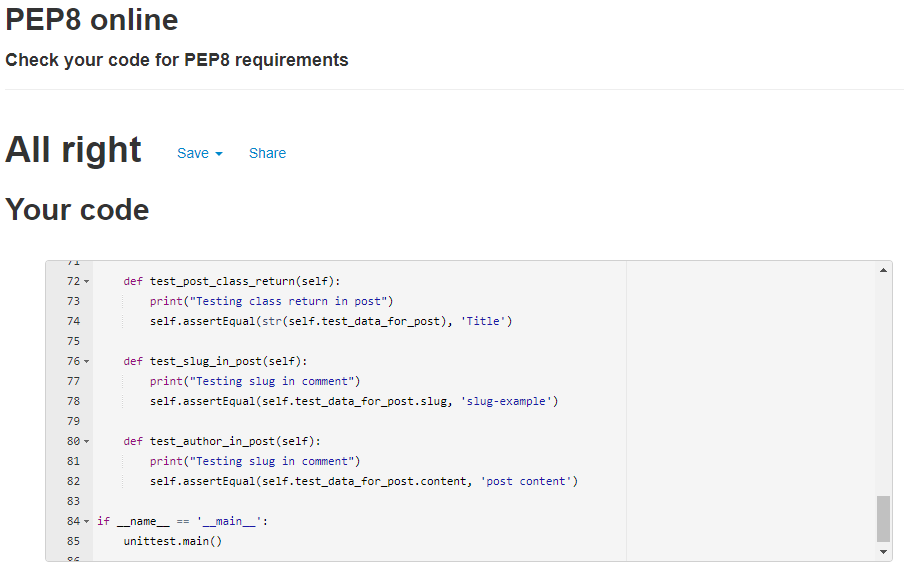 PEP8 online
Check your code for PEP8 requirements
All right Save Share
Your code
71
72 def test_post_class_return(self):
73 print("Testing class return in post")
74 self.assertEqual(str(self.test_data_for_post), 'Title')
75
76 def test_slug_in_post(self):
77 print("Testing slug in comment")
78 self.assertEqual(self.test_data_for_post.slug, 'slug-example')
79
80 def test_author_in_post(self):
81 print("Testing slug in comment")
82 self.assertEqual(self.test_data_for_post.content, 'post content')
83
84 if __name__ == '__main__':
85 unittest.main()
86